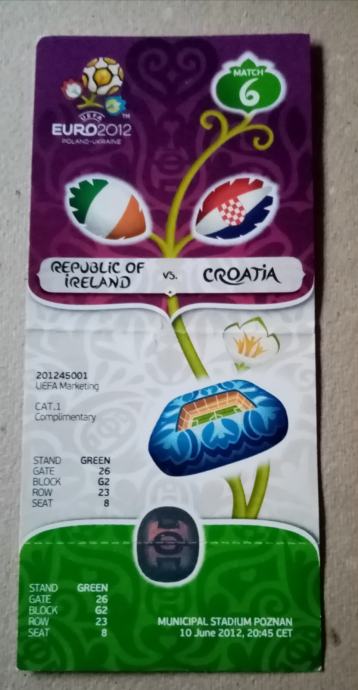 MATCH
6
UEFA
EURO2012
TM
POLAND-UKRAINE
REPUBLIC OF
IRELAND
vs.
CROATIA
201245001
UEFA Marketing
CAT.1
Complimentary
STAND GREEN
GATE 26
BLOCK G2
ROW 23
SEAT 8
STAND GREEN
GATE 26
BLOCK G2
ROW 23
SEAT 8
MUNICIPAL STADIUM POZNAN
10 June 2012, 20:45 CET